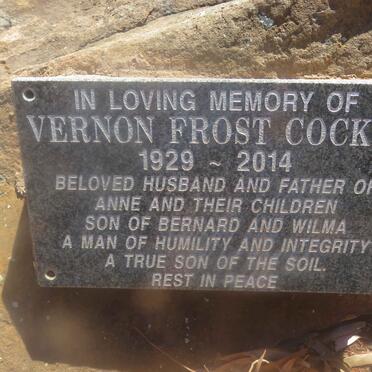 IN LOVING MEMORY OF
VERNON FROST COCK
1929 ~ 2014
BELOVED HUSBAND AND FATHER OF
ANNE AND THEIR CHILDREN
SON OF BERNARD AND WILMA
A MAN OF HUMILITY AND INTEGRITY
A TRUE SON OF THE SOIL.
REST IN PEACE